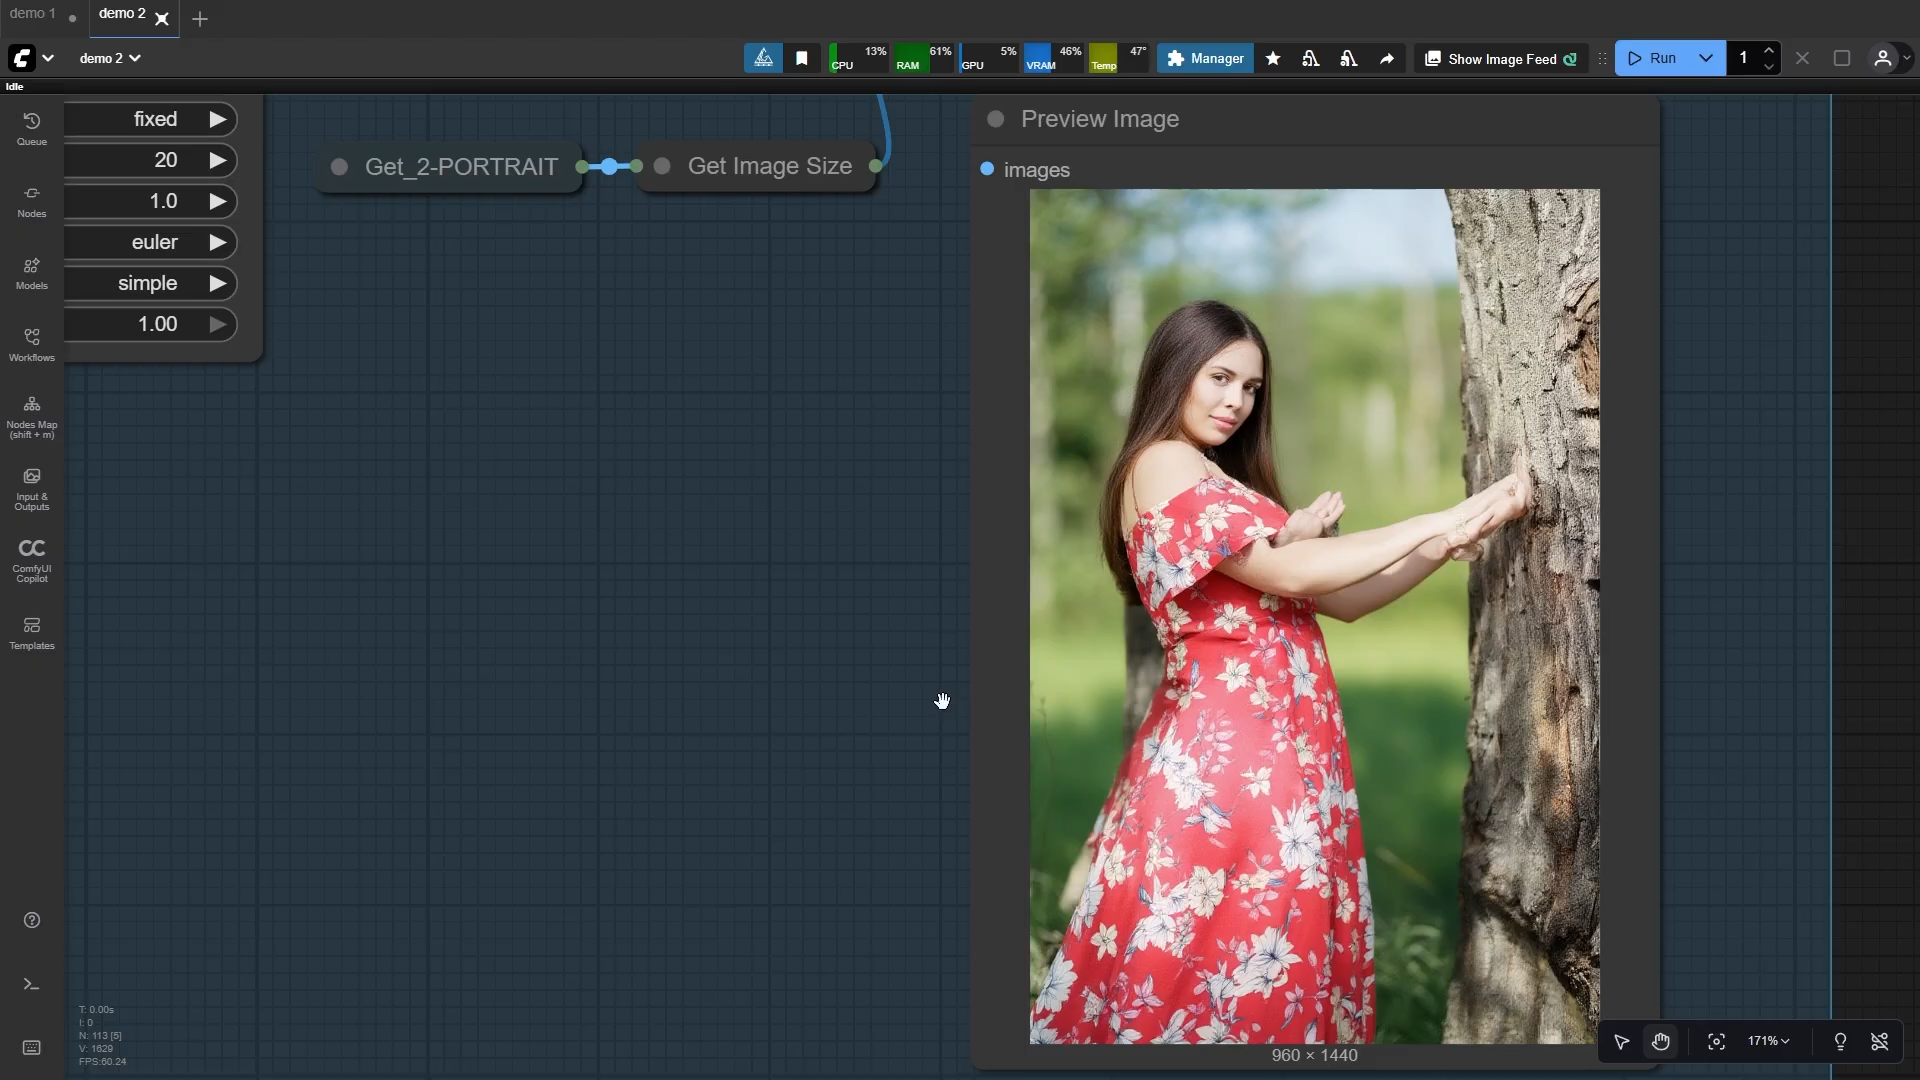 demo 1
demo 2
demo 2
CPU 13%
RAM 61%
GPU 5%
VRAM 46%
Temp 47°
Manager
Show Image Feed
Run
1
Idle
Queue
Nodes
Models
Workflows
Nodes Map
(shift + m)
Input &
Outputs
ComfyUI
Copilot
Templates
fixed
20
1.0
euler
simple
1.00
Get_2-PORTRAIT
Get Image Size
Preview Image
images
960 × 1440
T: 0.00s
I: 0
N: 113 [5]
V: 1629
FPS:60.24
171%